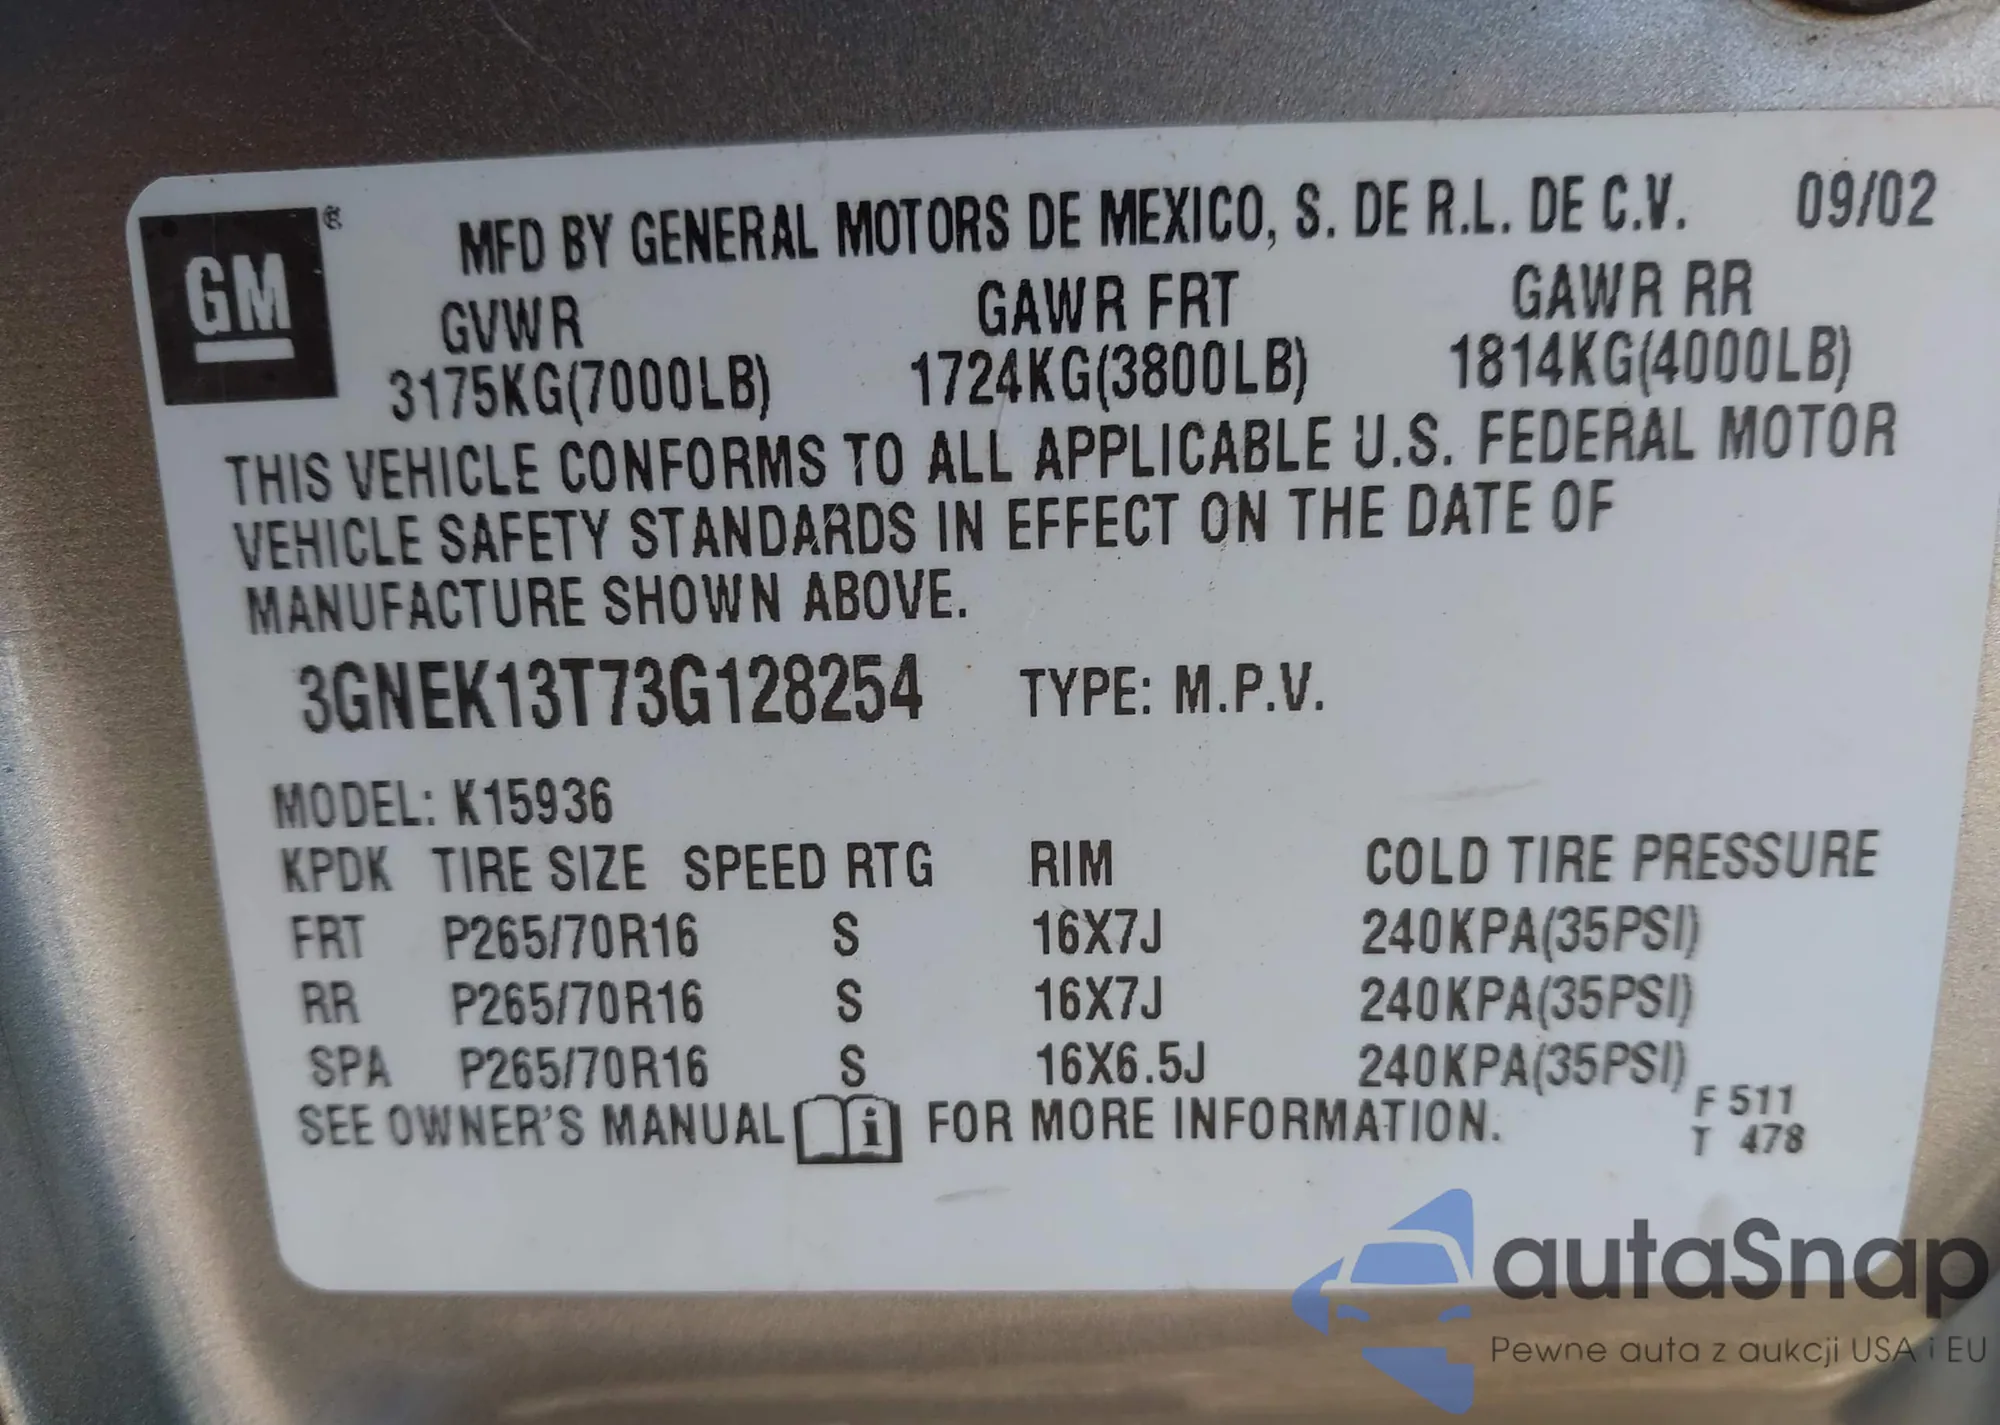 GM ®
MFD BY GENERAL MOTORS DE MEXICO, S. DE R.L. DE C.V. 09/02
GVWR GAWR FRT GAWR RR
3175KG(7000LB) 1724KG(3800LB) 1814KG(4000LB)
THIS VEHICLE CONFORMS TO ALL APPLICABLE U.S. FEDERAL MOTOR
VEHICLE SAFETY STANDARDS IN EFFECT ON THE DATE OF
MANUFACTURE SHOWN ABOVE.
3GNEK13T73G128254 TYPE: M.P.V.
MODEL: K15936
KPDK TIRE SIZE SPEED RTG RIM COLD TIRE PRESSURE
FRT P265/70R16 S 16X7J 240KPA(35PSI)
RR P265/70R16 S 16X7J 240KPA(35PSI)
SPA P265/70R16 S 16X6.5J 240KPA(35PSI)
SEE OWNER'S MANUAL i FOR MORE INFORMATION.
F 511
T 478
autaSnap
Pewne auta z aukcji USA i EU